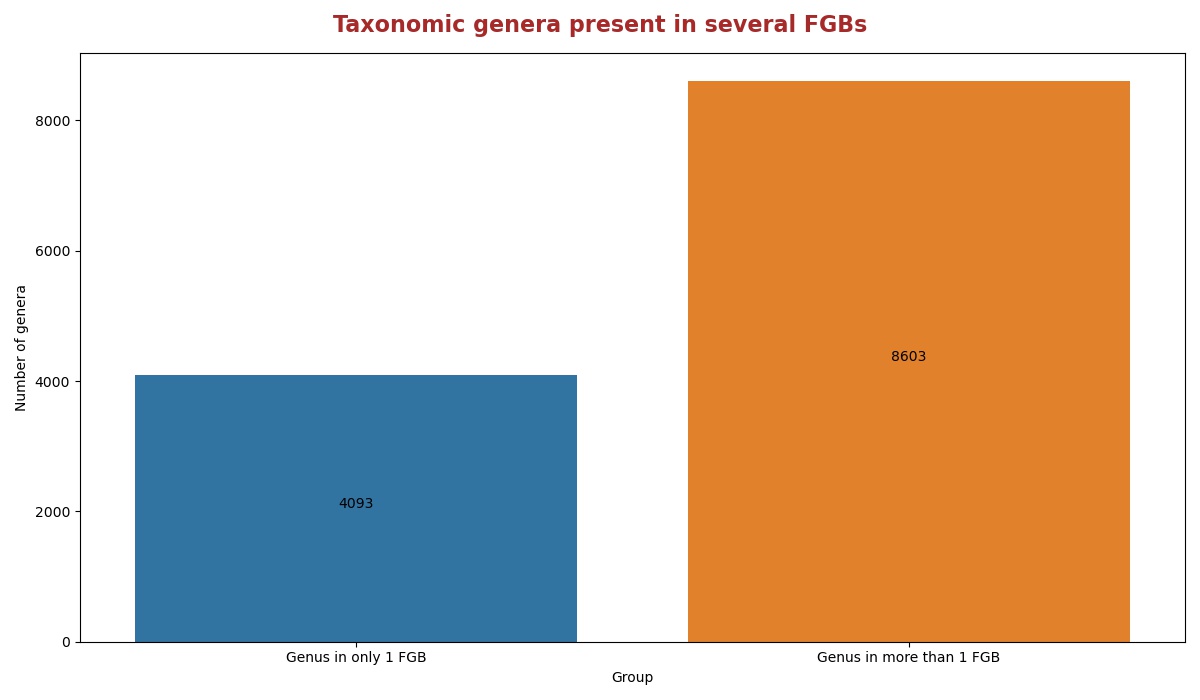 Taxonomic genera present in several FGBs
Number of genera
8000
6000
4000
2000
0
4093
8603
Genus in only 1 FGB
Genus in more than 1 FGB
Group